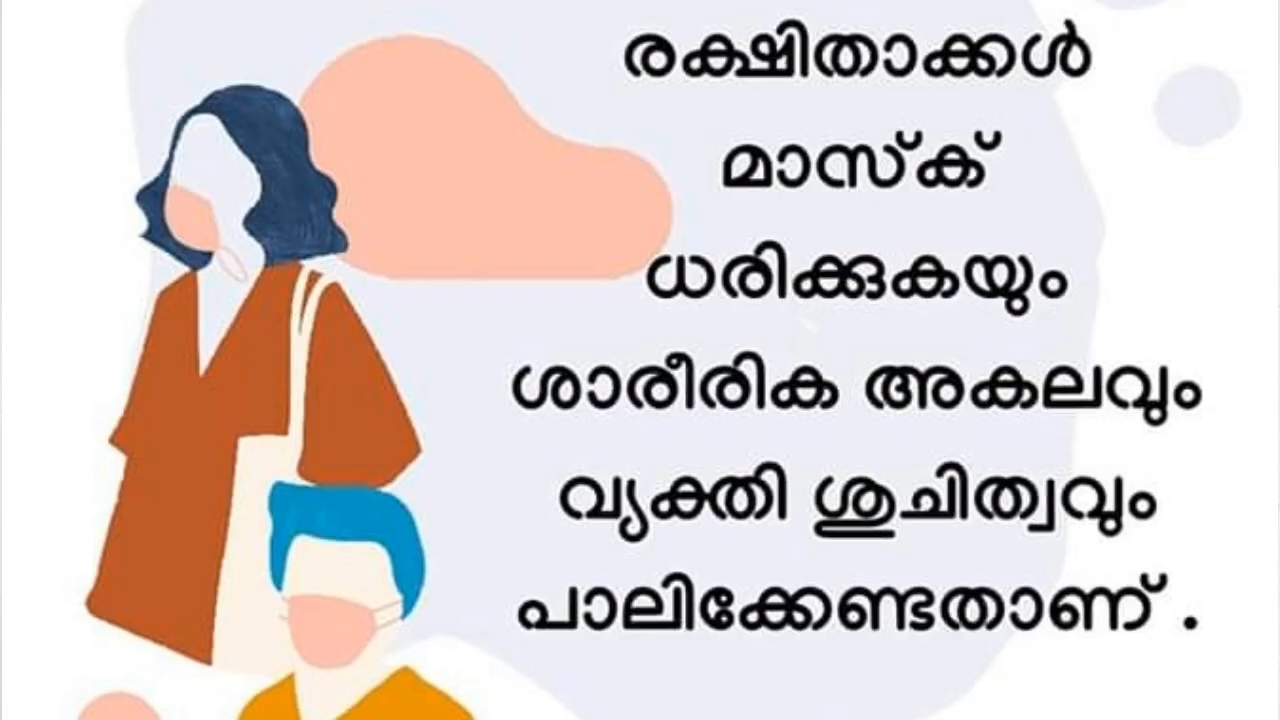 രക്ഷിതാക്കൾ
മാസ്ക്
ധരിക്കുകയും
ശാരീരിക അകലവും
വ്യക്തി ശുചിത്വവും
പാലിക്കേണ്ടതാണ് .